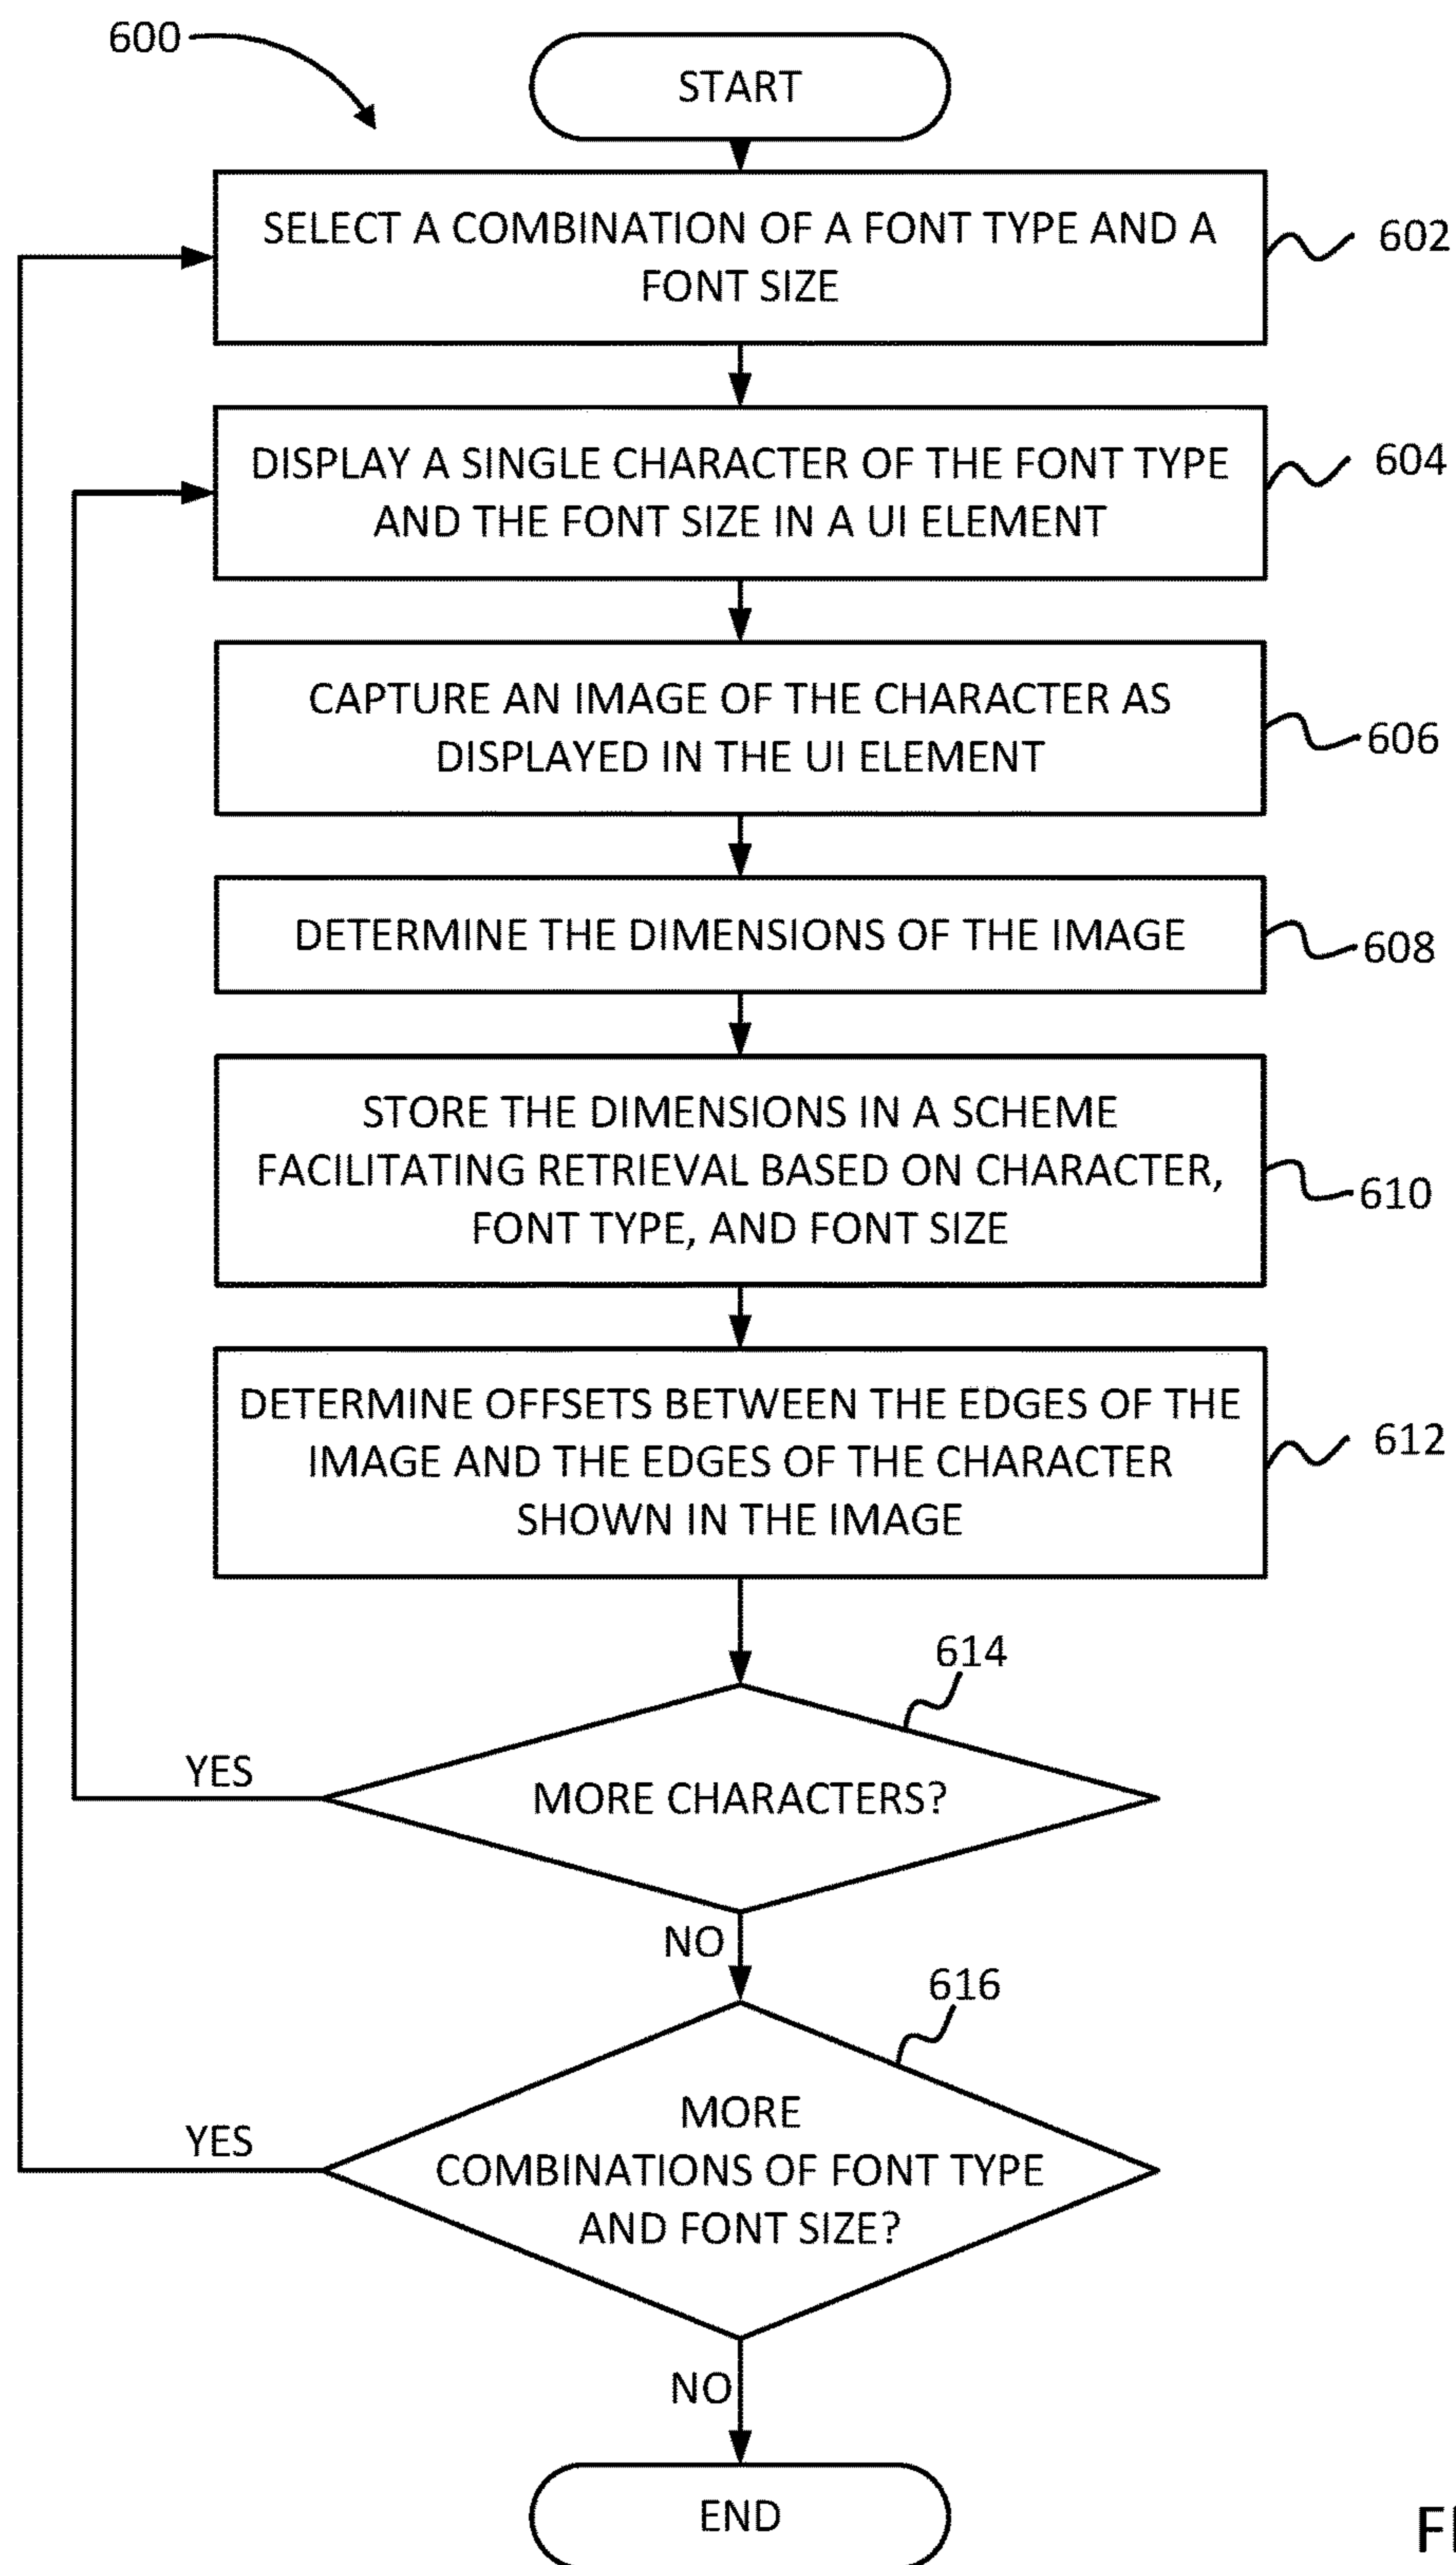 600
START
SELECT A COMBINATION OF A FONT TYPE AND A
FONT SIZE
602
DISPLAY A SINGLE CHARACTER OF THE FONT TYPE
AND THE FONT SIZE IN A UI ELEMENT
604
CAPTURE AN IMAGE OF THE CHARACTER AS
DISPLAYED IN THE UI ELEMENT
606
DETERMINE THE DIMENSIONS OF THE IMAGE
608
STORE THE DIMENSIONS IN A SCHEME
FACILITATING RETRIEVAL BASED ON CHARACTER,
FONT TYPE, AND FONT SIZE
610
DETERMINE OFFSETS BETWEEN THE EDGES OF THE
IMAGE AND THE EDGES OF THE CHARACTER
SHOWN IN THE IMAGE
612
614
YES
MORE CHARACTERS?
NO
616
YES
MORE
COMBINATIONS OF FONT TYPE
AND FONT SIZE?
NO
END